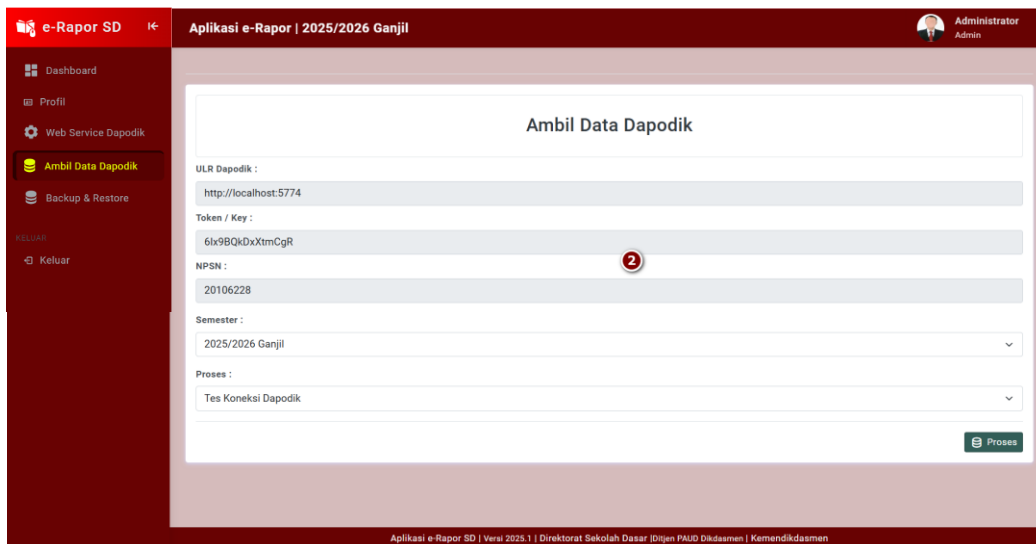 e-Rapor SD
Aplikasi e-Rapor | 2025/2026 Ganjil
Administrator
Admin
Dashboard
Profil
Web Service Dapodik
Ambil Data Dapodik
Backup & Restore
KELUAR
Keluar
Ambil Data Dapodik
ULR Dapodik :
http://localhost:5774
Token / Key :
6Ix9BQkDxXtmCgR
2
NPSN :
20106228
Semester :
2025/2026 Ganjil
Proses :
Tes Koneksi Dapodik
Proses
Aplikasi e-Rapor SD | Versi 2025.1 | Direktorat Sekolah Dasar |Ditjen PAUD Dikdasmen | Kemendikdasmen